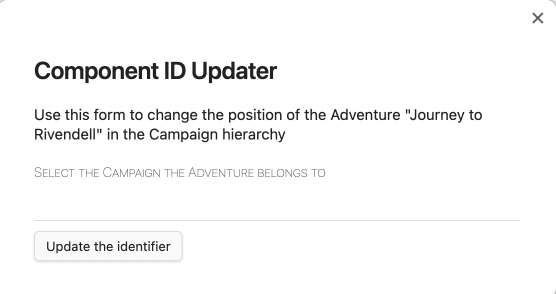 Component ID Updater
Use this form to change the position of the Adventure "Journey to
Rivendell" in the Campaign hierarchy
Select the Campaign the Adventure belongs to
Update the identifier